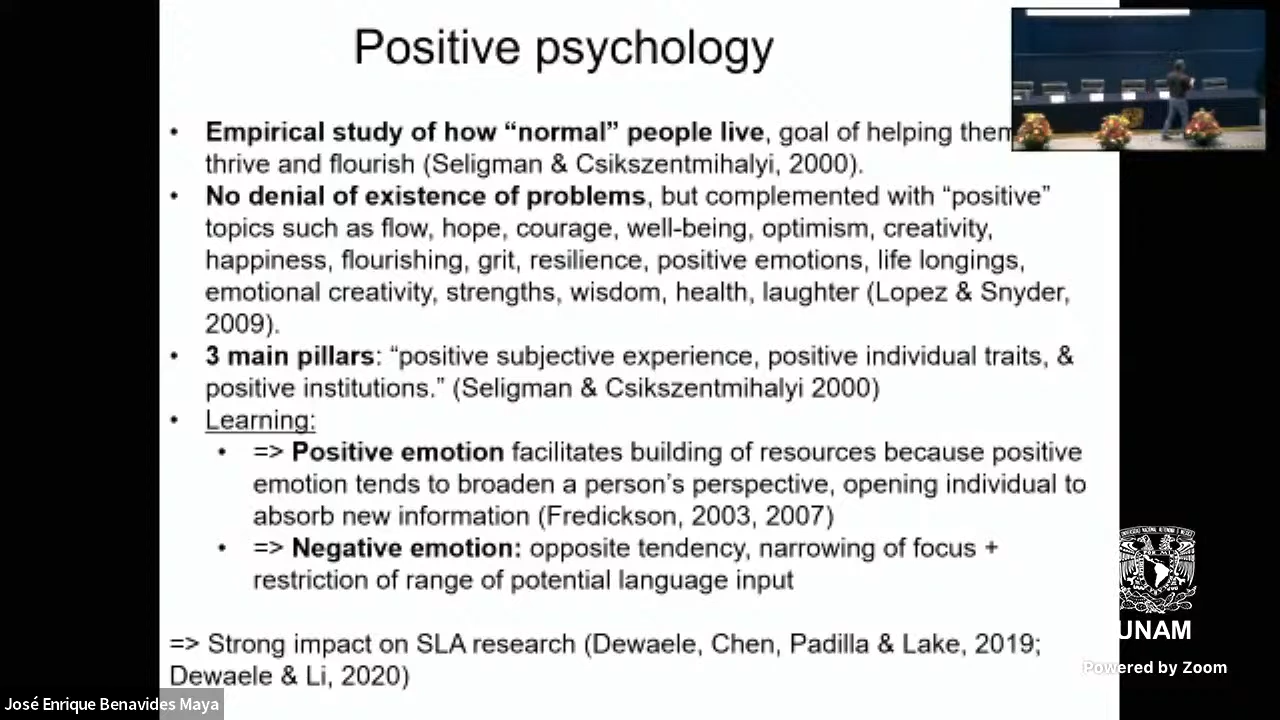 Positive psychology
• Empirical study of how “normal” people live, goal of helping them
thrive and flourish (Seligman & Csikszentmihalyi, 2000).
• No denial of existence of problems, but complemented with “positive”
topics such as flow, hope, courage, well-being, optimism, creativity,
happiness, flourishing, grit, resilience, positive emotions, life longings,
emotional creativity, strengths, wisdom, health, laughter (Lopez & Snyder,
2009).
• 3 main pillars: “positive subjective experience, positive individual traits, &
positive institutions.” (Seligman & Csikszentmihalyi 2000)
• Learning:
• => Positive emotion facilitates building of resources because positive
emotion tends to broaden a person’s perspective, opening individual to
absorb new information (Fredickson, 2003, 2007)
• => Negative emotion: opposite tendency, narrowing of focus +
restriction of range of potential language input
=> Strong impact on SLA research (Dewaele, Chen, Padilla & Lake, 2019;
Dewaele & Li, 2020)
UNAM
Powered by Zoom
José Enrique Benavides Maya